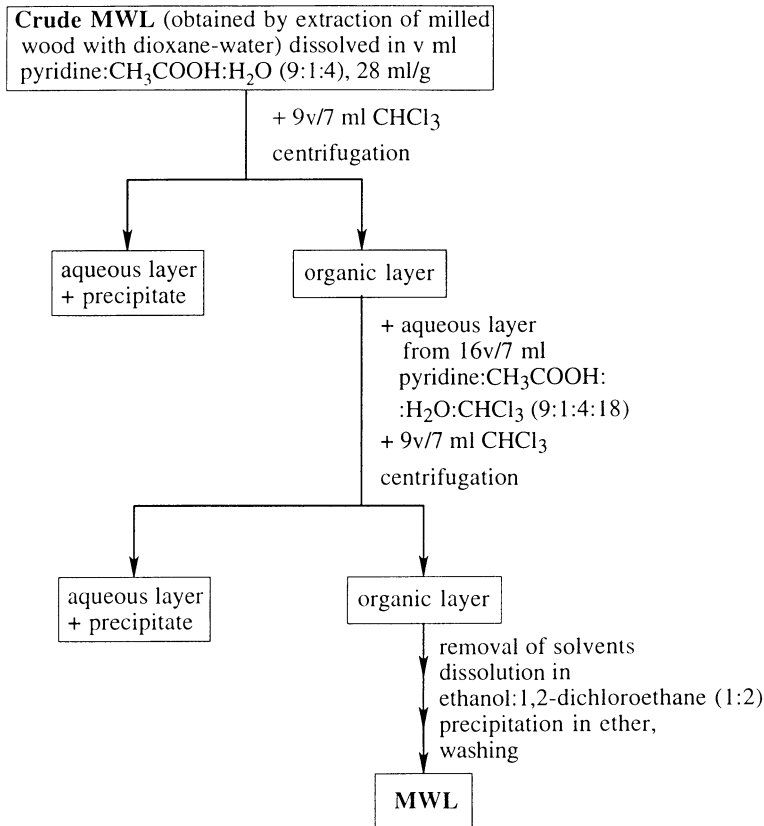 Crude MWL (obtained by extraction of milled
wood with dioxane-water) dissolved in v ml
pyridine:CH₃COOH:H₂O (9:1:4), 28 ml/g
+ 9v/7 ml CHCl₃
centrifugation
aqueous layer
+ precipitate
organic layer
+ aqueous layer
from 16v/7 ml
pyridine:CH₃COOH:
:H₂O:CHCl₃ (9:1:4:18)
+ 9v/7 ml CHCl₃
centrifugation
aqueous layer
+ precipitate
organic layer
removal of solvents
dissolution in
ethanol:1,2-dichloroethane (1:2)
precipitation in ether,
washing
MWL